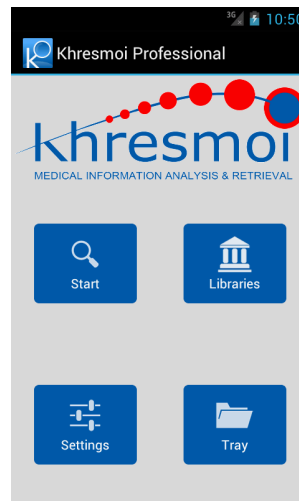 3G 10:50
Khresmoi Professional
khresmoi
MEDICAL INFORMATION ANALYSIS & RETRIEVAL
Start Libraries
Settings Tray